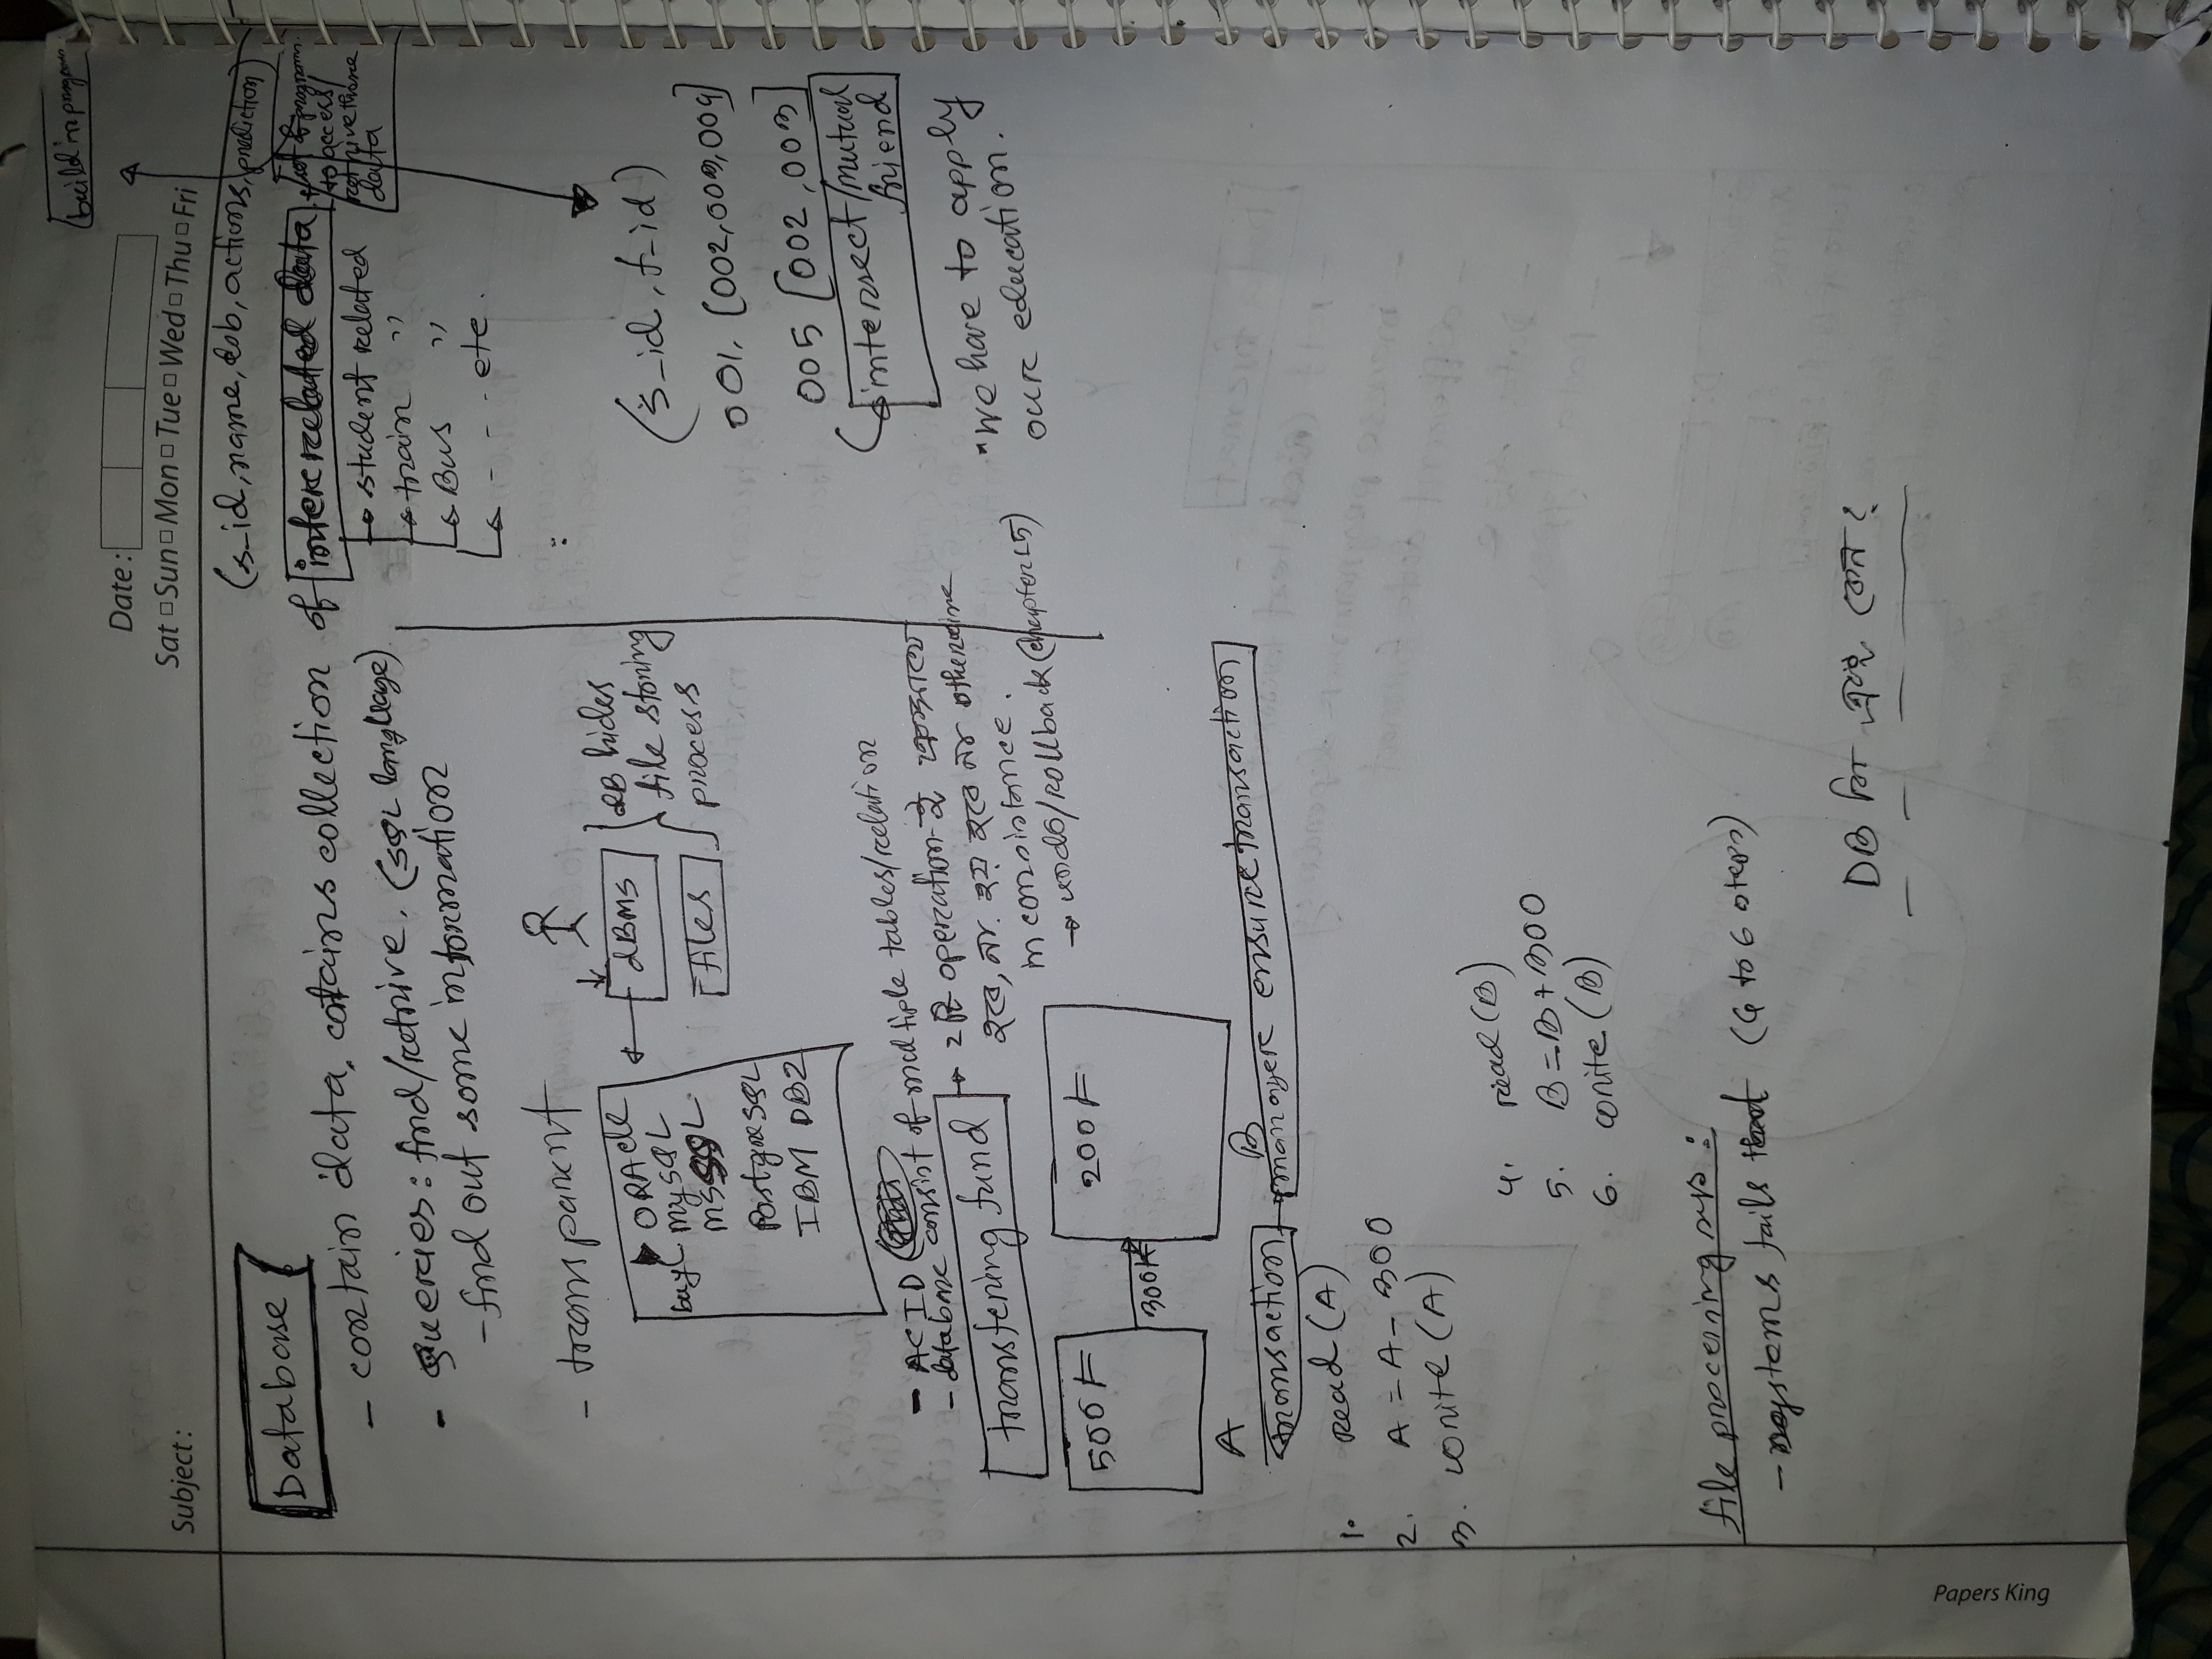 build in program
Date :
Sat Sun Mon Tue Wed Thu Fri
Subject :
(s_id, name, dob, actions, prediction)
Database
- contain data, contains collection of inter related data + set of programs to access/ retrive those data
→ student related
→ train ,,
→ Bus ,,
→ - - - etc.
- Queries : find/retrive. (SQL language)
- find out some information
- transparent
dBMS
files
dB hides
file storing
process
ORAcle
buy
MySQL
MSSQL
PostgreSQL
IBM DB2
(s_id, f_id)
001, [002,003,004]
005 [002,003]
intersect/mutual
friend
"We have to apply
our education.
- ACID
- database consist of multiple tables/relation
transfering fund → 2 টি operation-ই একসাথে
হবে, না হয় হবে না otherwise
inconsistance.
→ undo/rollback (chapter 15)
500৳
200৳
300৳
A
B
transaction → manager ensure transaction
1. read (A)
2. A = A - 300
3. write (A)
4. read (B)
5. B = B + 300
6. write (B)
file processing sys :
- systems fails (4 to 6 steps)
DB কি এবং কেন ?
Papers King